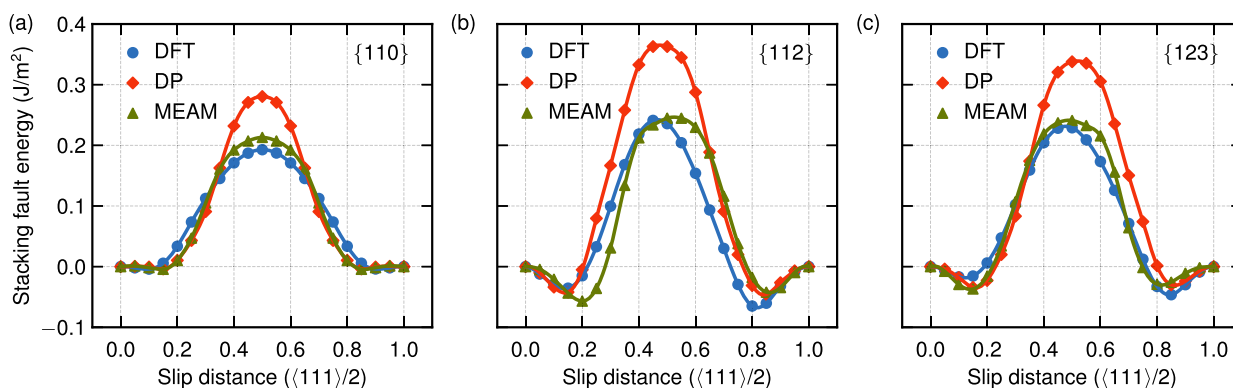 (a)
0.4
0.3
0.2
0.1
0.0
−0.1
Stacking fault energy (J/m²)
DFT
DP
MEAM
{110}
0.0 0.2 0.4 0.6 0.8 1.0
Slip distance (⟨111⟩/2)
(b)
DFT
DP
MEAM
{112}
0.0 0.2 0.4 0.6 0.8 1.0
Slip distance (⟨111⟩/2)
(c)
DFT
DP
MEAM
{123}
0.0 0.2 0.4 0.6 0.8 1.0
Slip distance (⟨111⟩/2)